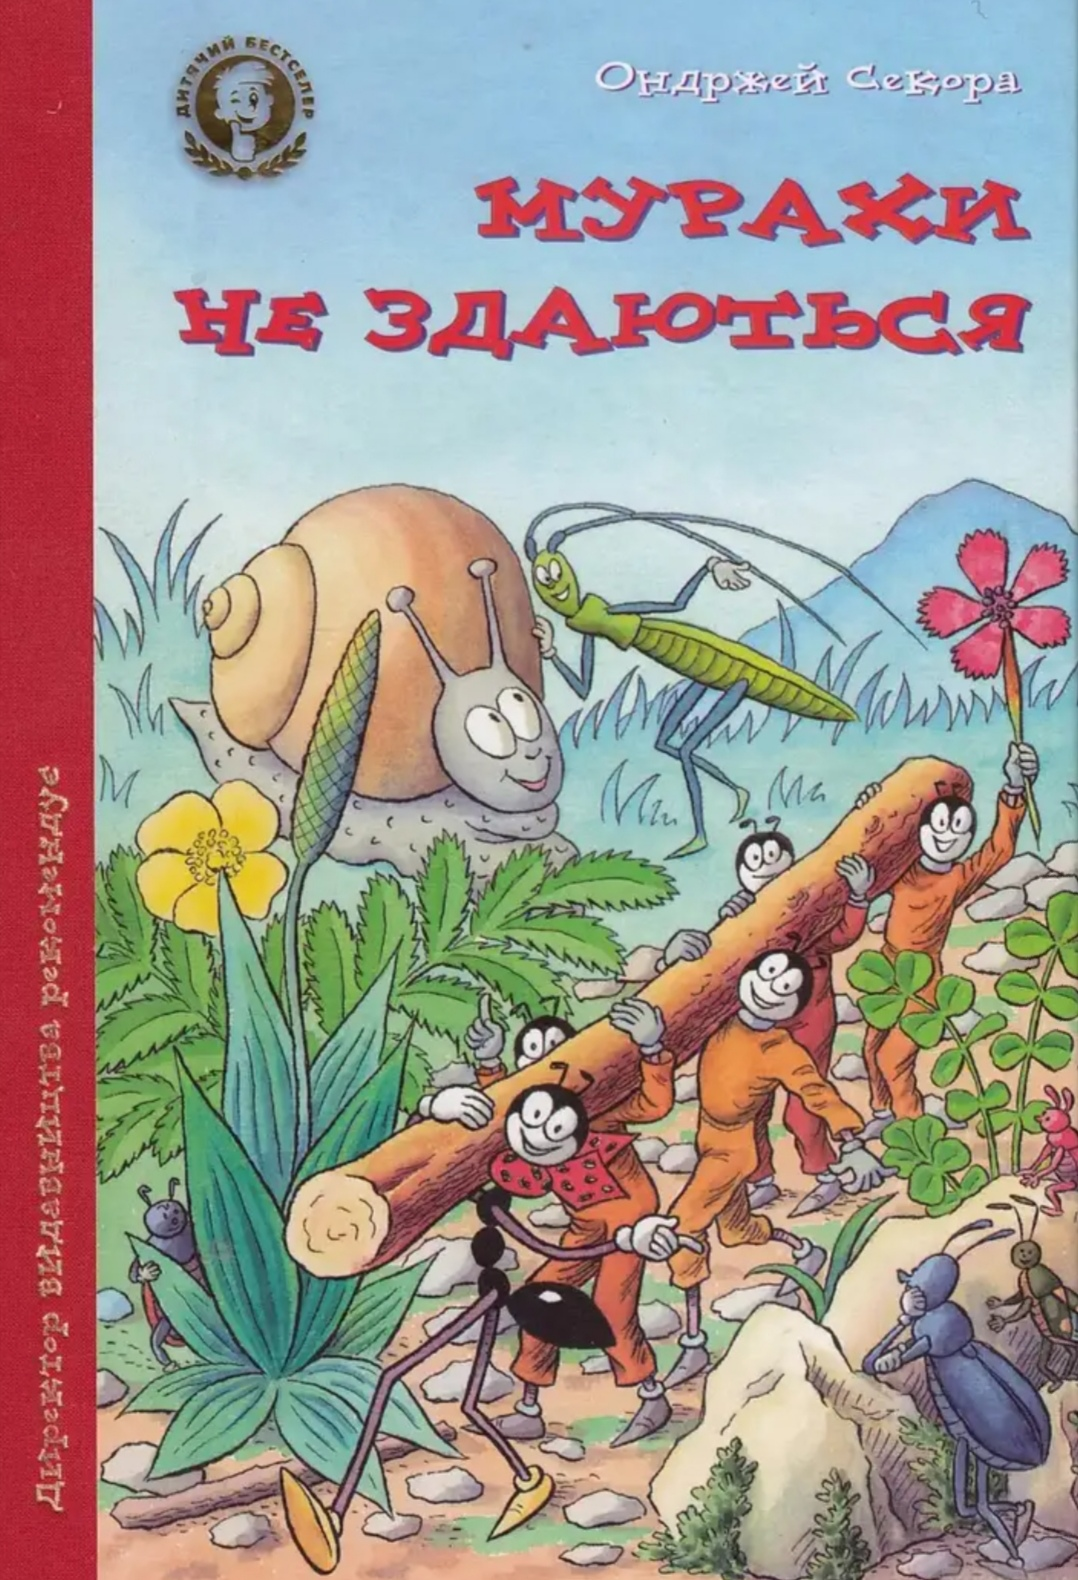 ДИТЯЧИЙ БЕСТСЕЛЕР
Ондржей Секора
МУРАХИ
НЕ ЗДАЮТЬСЯ
Директор видавництва рекомендує